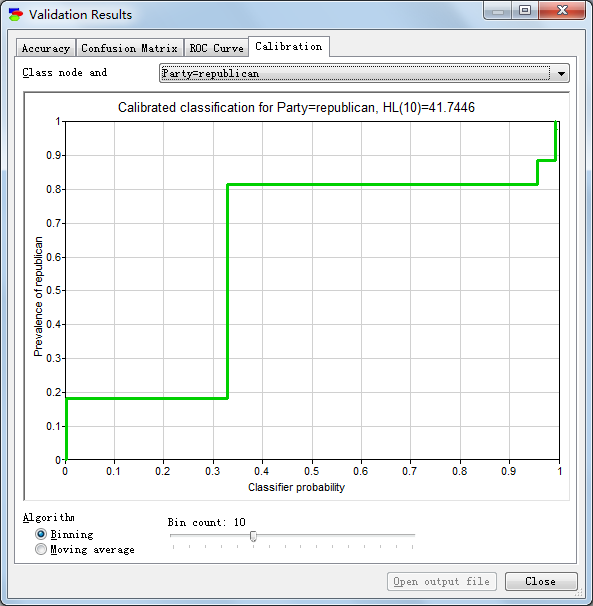 Validation Results
Accuracy Confusion Matrix ROC Curve Calibration
Class node and Party=republican
Calibrated classification for Party=republican, HL(10)=41.7446
Prevalence of republican
1
0.9
0.8
0.7
0.6
0.5
0.4
0.3
0.2
0.1
0
0 0.1 0.2 0.3 0.4 0.5 0.6 0.7 0.8 0.9 1
Classifier probability
Algorithm
Bin count: 10
Binning
Moving average
Open output file Close